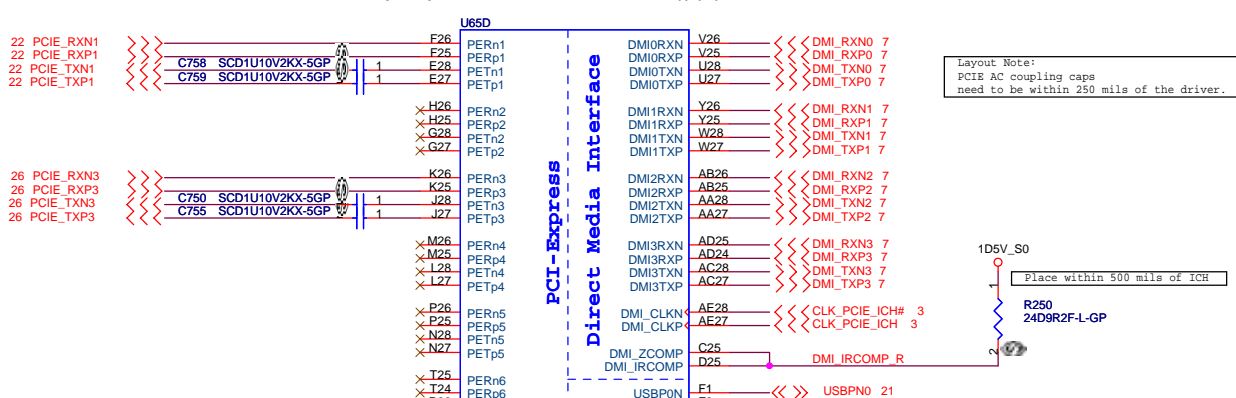 U65D
22 PCIE_RXN1 F26 PERn1 DMI0RXN V26 DMI_RXN0 7
22 PCIE_RXP1 F25 PERp1 DMI0RXP V25 DMI_RXP0 7
22 PCIE_TXN1 C758 SCD1U10V2KX-5GP 1 E28 PETn1 DMI0TXN U28 DMI_TXN0 7
22 PCIE_TXP1 C759 SCD1U10V2KX-5GP 1 E27 PETp1 DMI0TXP U27 DMI_TXP0 7
Layout Note:
PCIE AC coupling caps
need to be within 250 mils of the driver.
H26 PERn2 DMI1RXN Y26 DMI_RXN1 7
H25 PERp2 DMI1RXP Y25 DMI_RXP1 7
G28 PETn2 DMI1TXN W28 DMI_TXN1 7
G27 PETp2 DMI1TXP W27 DMI_TXP1 7
26 PCIE_RXN3 K26 PERn3 DMI2RXN AB26 DMI_RXN2 7
26 PCIE_RXP3 K25 PERp3 DMI2RXP AB25 DMI_RXP2 7
26 PCIE_TXN3 C750 SCD1U10V2KX-5GP 1 J28 PETn3 DMI2TXN AA28 DMI_TXN2 7
26 PCIE_TXP3 C755 SCD1U10V2KX-5GP 1 J27 PETp3 DMI2TXP AA27 DMI_TXP2 7
M26 PERn4 DMI3RXN AD25 DMI_RXN3 7
M25 PERp4 DMI3RXP AD24 DMI_RXP3 7
L28 PETn4 DMI3TXN AC28 DMI_TXN3 7
L27 PETp4 DMI3TXP AC27 DMI_TXP3 7
PCI-Express
Direct Media Interface
1D5V_S0
Place within 500 mils of ICH
1
R250
24D9R2F-L-GP
2
P26 PERn5 DMI_CLKN AE28 CLK_PCIE_ICH# 3
P25 PERp5 DMI_CLKP AE27 CLK_PCIE_ICH 3
N28 PETn5
N27 PETp5 DMI_ZCOMP C25
DMI_IRCOMP D25 DMI_IRCOMP_R
T25 PERn6
T24 PERp6 USBP0N F1 USBPN0 21